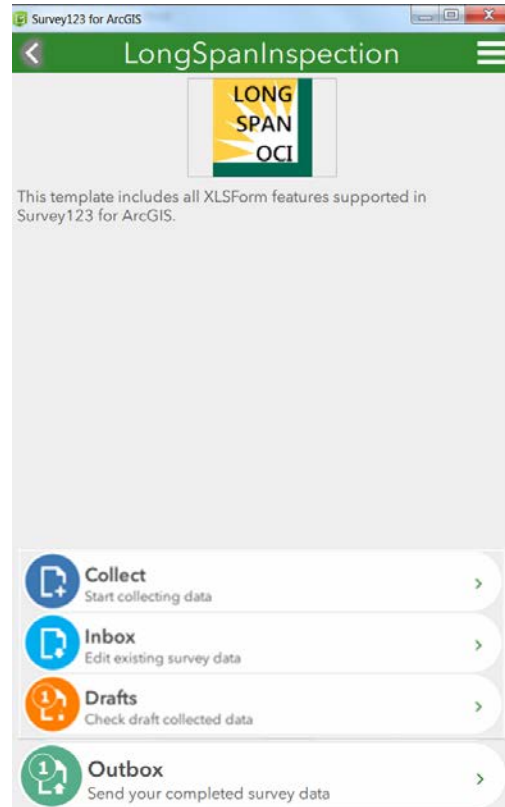 Survey123 for ArcGIS
LongSpanInspection
LONG
SPAN
OCI
This template includes all XLSForm features supported in
Survey123 for ArcGIS.
Collect
Start collecting data
Inbox
Edit existing survey data
1
Drafts
Check draft collected data
1
Outbox
Send your completed survey data